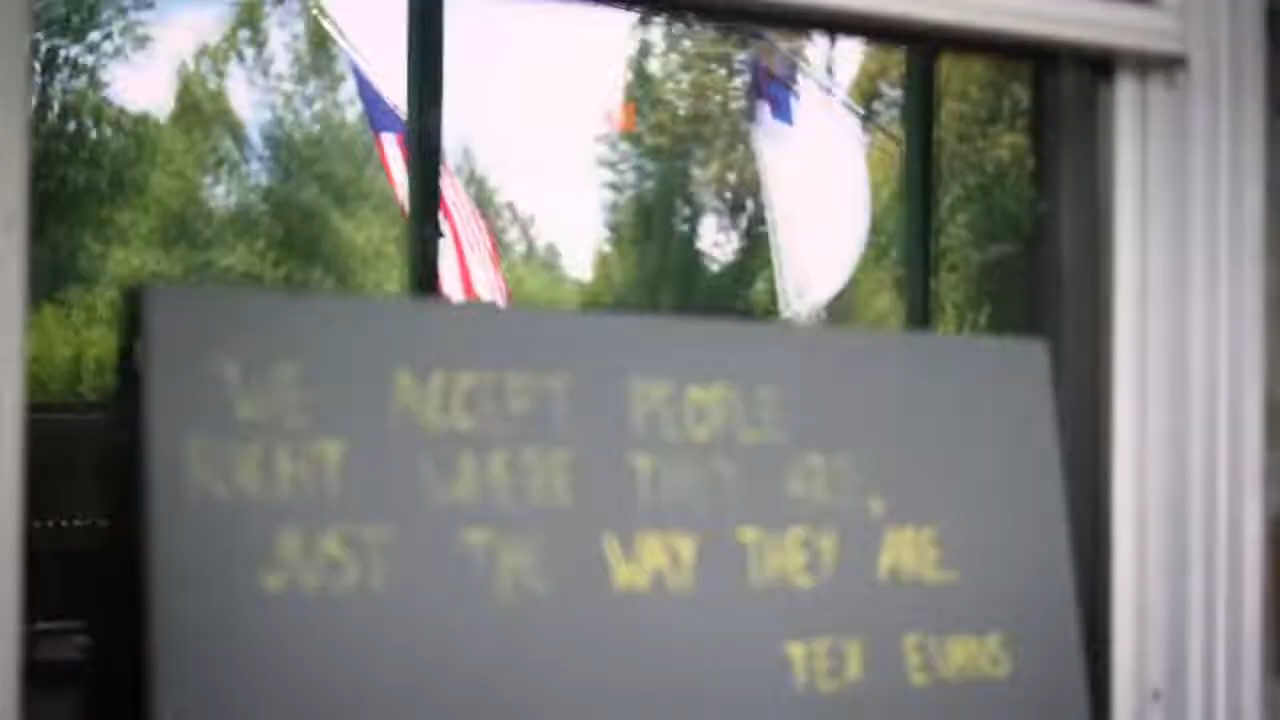 WE ACCEPT PEOPLE
RIGHT WHERE THEY ARE,
JUST THE WAY THEY ARE.
TEX EVANS